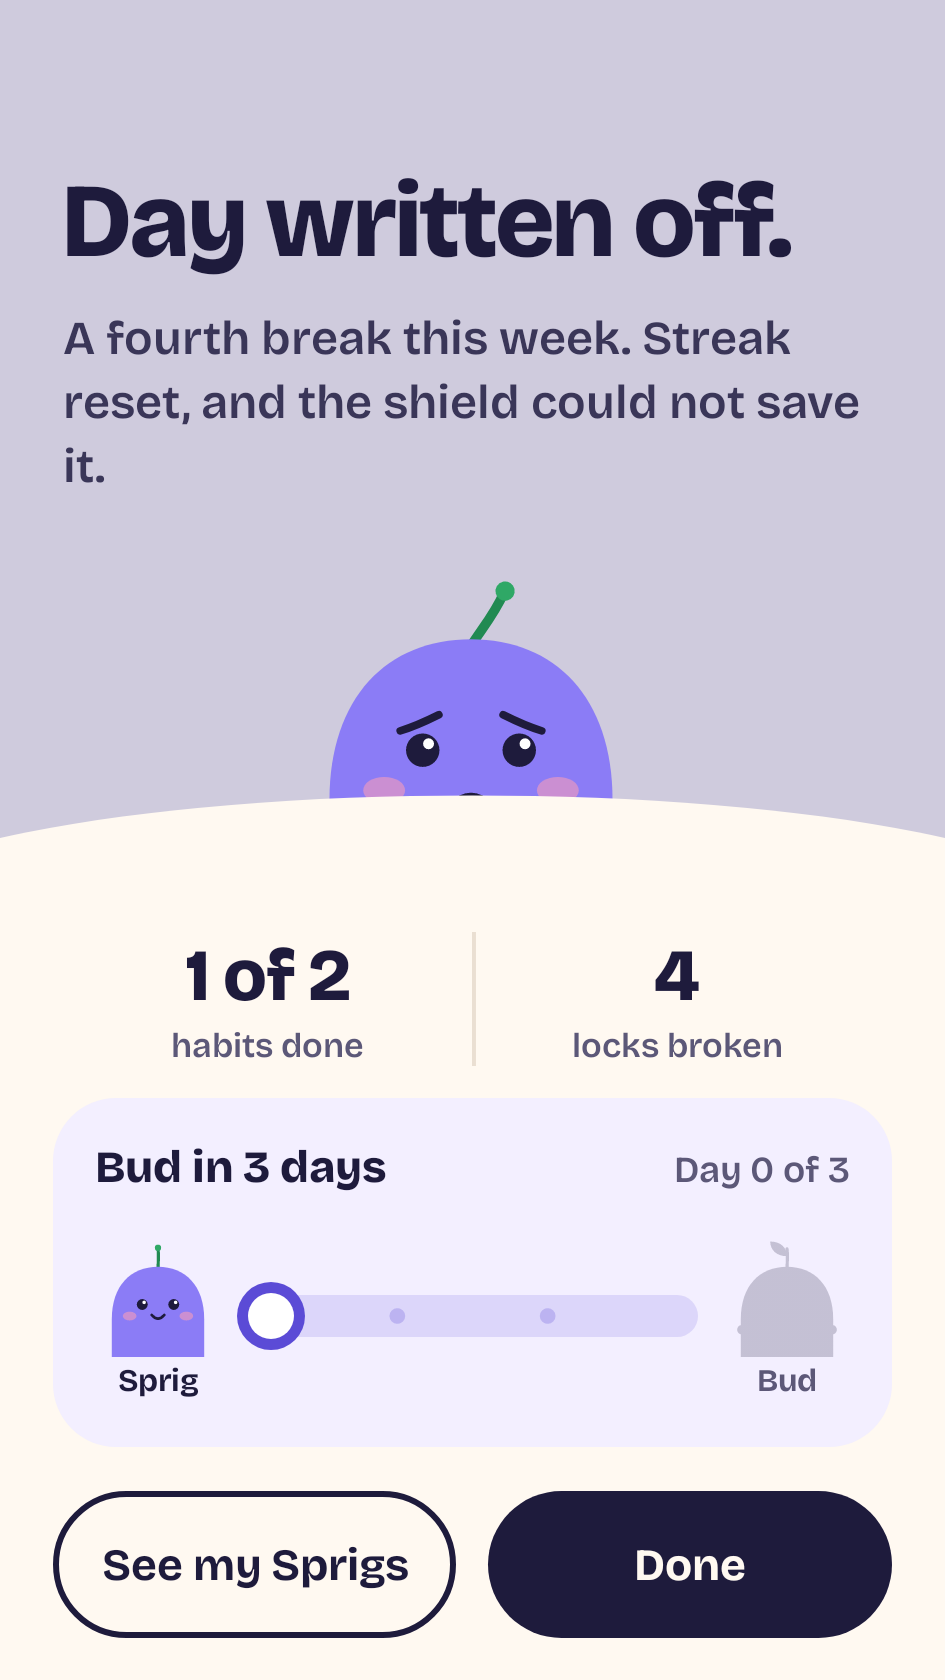 Day written off.
A fourth break this week. Streak
reset, and the shield could not save
it.
1 of 2
habits done
4
locks broken
Bud in 3 days
Day 0 of 3
Sprig
Bud
See my Sprigs
Done